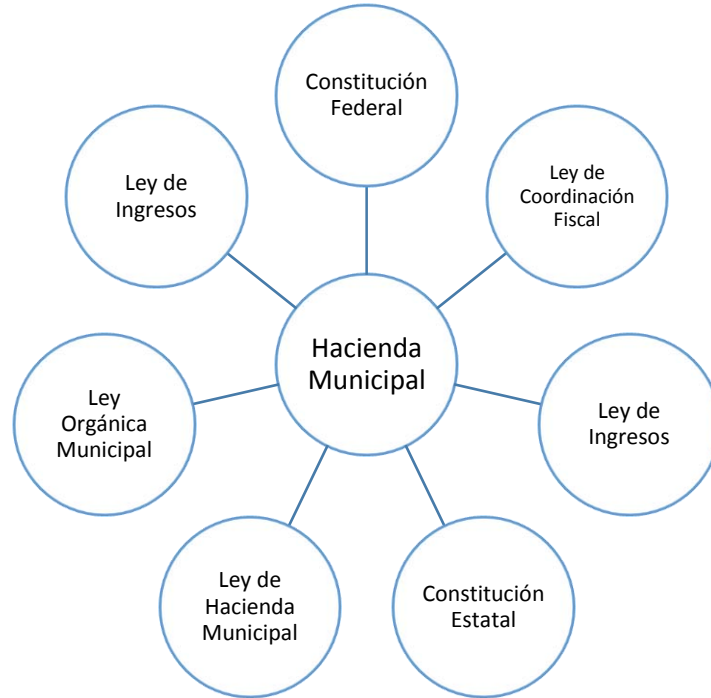 Constitución
Federal
Ley de
Coordinación
Fiscal
Ley de
Ingresos
Constitución
Estatal
Ley de
Hacienda
Municipal
Ley
Orgánica
Municipal
Ley de
Ingresos
Hacienda
Municipal